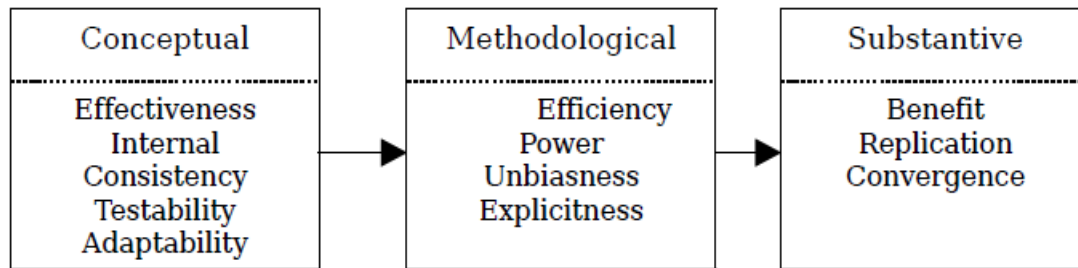 Conceptual
Effectiveness
Internal
Consistency
Testability
Adaptability
Methodological
Efficiency
Power
Unbiasness
Explicitness
Substantive
Benefit
Replication
Convergence